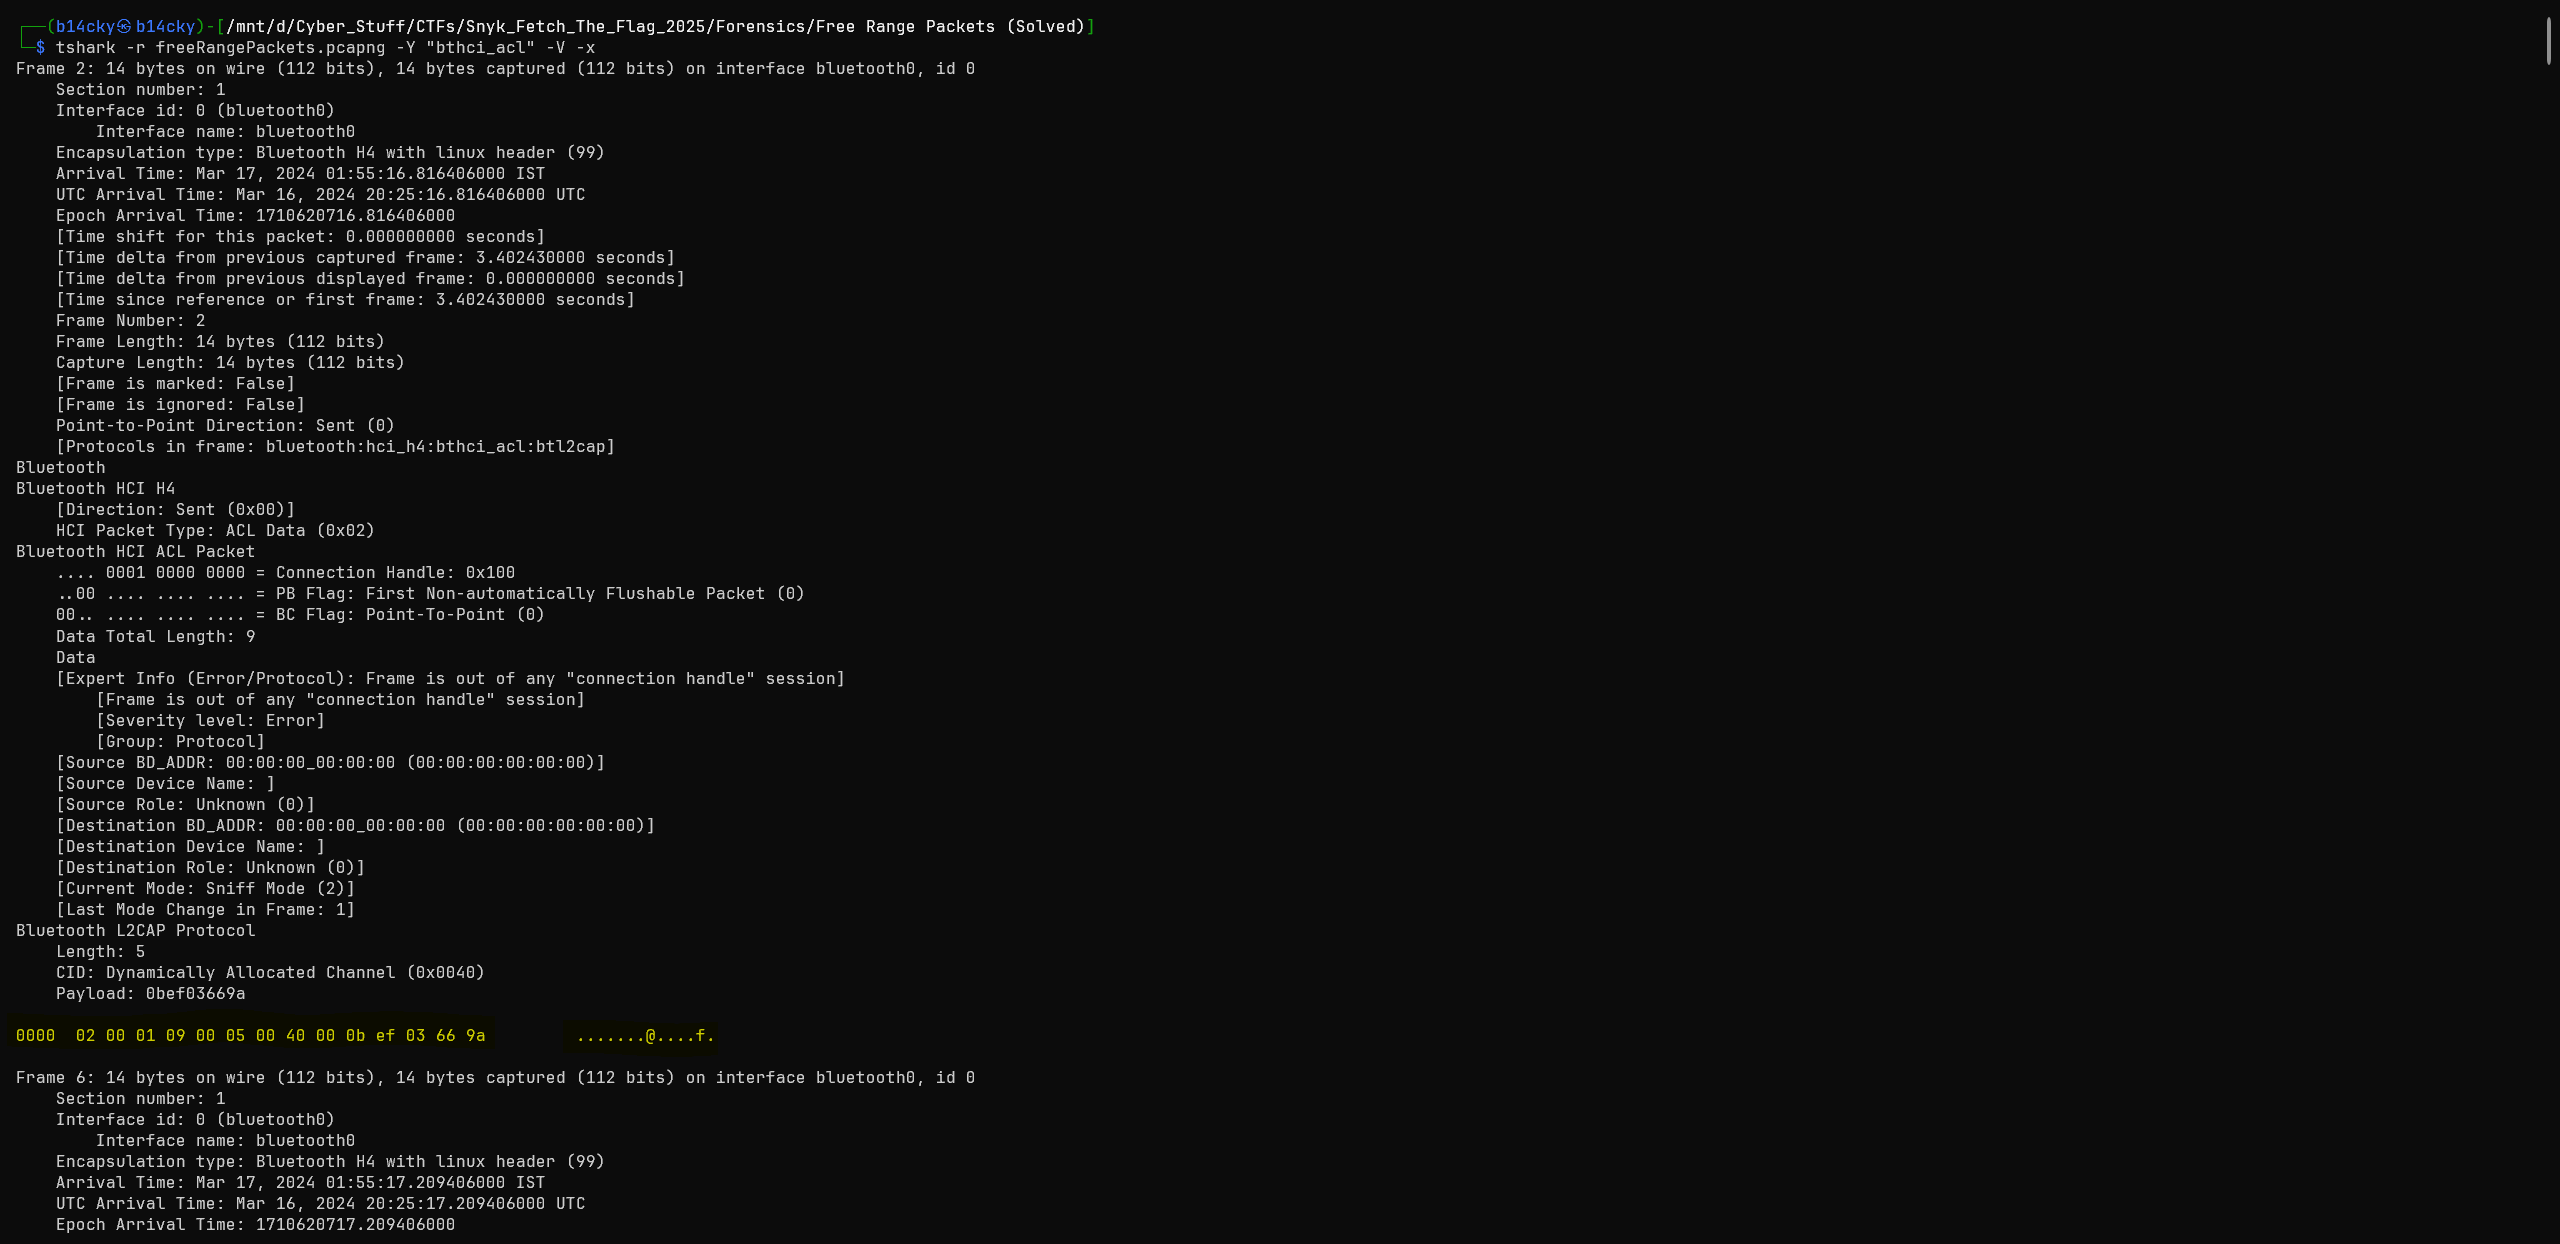 ┌──(b14cky㉿b14cky)-[/mnt/d/Cyber_Stuff/CTFs/Snyk_Fetch_The_Flag_2025/Forensics/Free Range Packets (Solved)]
└─$ tshark -r freeRangePackets.pcapng -Y "bthci_acl" -V -x
Frame 2: 14 bytes on wire (112 bits), 14 bytes captured (112 bits) on interface bluetooth0, id 0
    Section number: 1
    Interface id: 0 (bluetooth0)
        Interface name: bluetooth0
    Encapsulation type: Bluetooth H4 with linux header (99)
    Arrival Time: Mar 17, 2024 01:55:16.816406000 IST
    UTC Arrival Time: Mar 16, 2024 20:25:16.816406000 UTC
    Epoch Arrival Time: 1710620716.816406000
    [Time shift for this packet: 0.000000000 seconds]
    [Time delta from previous captured frame: 3.402430000 seconds]
    [Time delta from previous displayed frame: 0.000000000 seconds]
    [Time since reference or first frame: 3.402430000 seconds]
    Frame Number: 2
    Frame Length: 14 bytes (112 bits)
    Capture Length: 14 bytes (112 bits)
    [Frame is marked: False]
    [Frame is ignored: False]
    Point-to-Point Direction: Sent (0)
    [Protocols in frame: bluetooth:hci_h4:bthci_acl:btl2cap]
Bluetooth
Bluetooth HCI H4
    [Direction: Sent (0x00)]
    HCI Packet Type: ACL Data (0x02)
Bluetooth HCI ACL Packet
    .... 0001 0000 0000 = Connection Handle: 0x100
    ..00 .... .... .... = PB Flag: First Non-automatically Flushable Packet (0)
    00.. .... .... .... = BC Flag: Point-To-Point (0)
    Data Total Length: 9
    Data
    [Expert Info (Error/Protocol): Frame is out of any "connection handle" session]
        [Frame is out of any "connection handle" session]
        [Severity level: Error]
        [Group: Protocol]
    [Source BD_ADDR: 00:00:00_00:00:00 (00:00:00:00:00:00)]
    [Source Device Name: ]
    [Source Role: Unknown (0)]
    [Destination BD_ADDR: 00:00:00_00:00:00 (00:00:00:00:00:00)]
    [Destination Device Name: ]
    [Destination Role: Unknown (0)]
    [Current Mode: Sniff Mode (2)]
    [Last Mode Change in Frame: 1]
Bluetooth L2CAP Protocol
    Length: 5
    CID: Dynamically Allocated Channel (0x0040)
    Payload: 0bef03669a
0000  02 00 01 09 00 05 00 40 00 0b ef 03 66 9a         .......@....f.
Frame 6: 14 bytes on wire (112 bits), 14 bytes captured (112 bits) on interface bluetooth0, id 0
    Section number: 1
    Interface id: 0 (bluetooth0)
        Interface name: bluetooth0
    Encapsulation type: Bluetooth H4 with linux header (99)
    Arrival Time: Mar 17, 2024 01:55:17.209406000 IST
    UTC Arrival Time: Mar 16, 2024 20:25:17.209406000 UTC
    Epoch Arrival Time: 1710620717.209406000